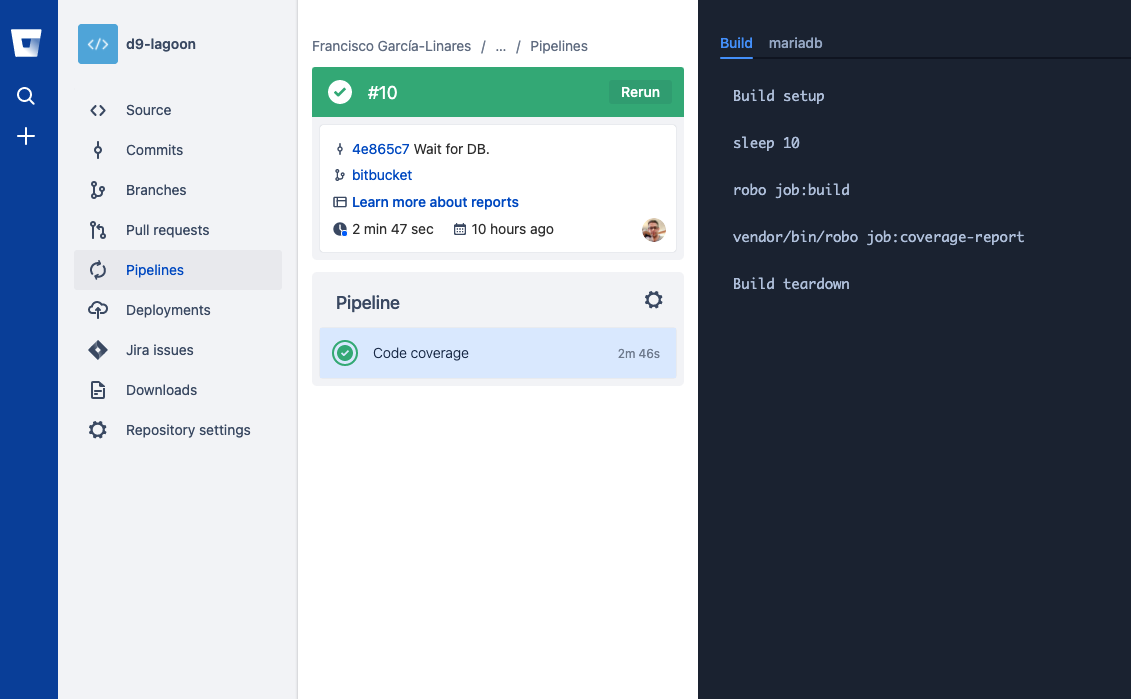 </> d9-lagoon
Source
Commits
Branches
Pull requests
Pipelines
Deployments
Jira issues
Downloads
Repository settings
Francisco García-Linares / ... / Pipelines
#10 Rerun
4e865c7 Wait for DB.
bitbucket
Learn more about reports
2 min 47 sec 10 hours ago
Pipeline
Code coverage 2m 46s
Build mariadb
Build setup
sleep 10
robo job:build
vendor/bin/robo job:coverage-report
Build teardown